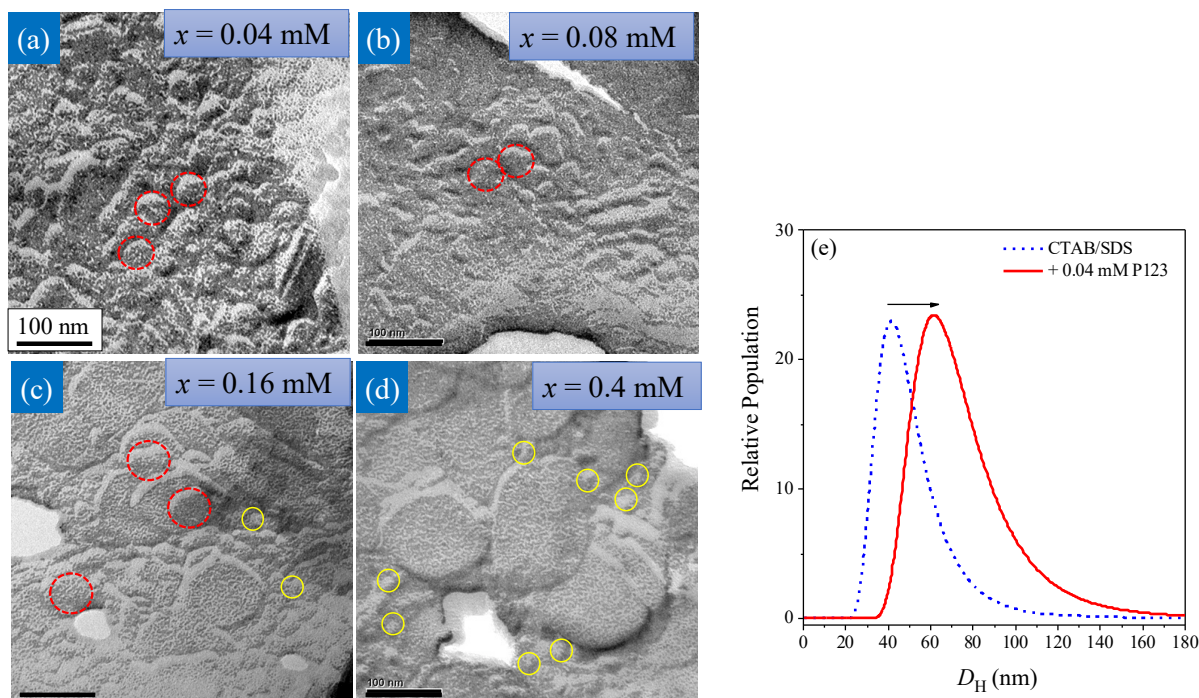 (a)
x = 0.04 mM
100 nm
(b)
x = 0.08 mM
100 nm
(c)
x = 0.16 mM
(d)
x = 0.4 mM
100 nm
(e)
CTAB/SDS
+ 0.04 mM P123
Relative Population
30
20
10
0
0 20 40 60 80 100 120 140 160 180
D_H (nm)